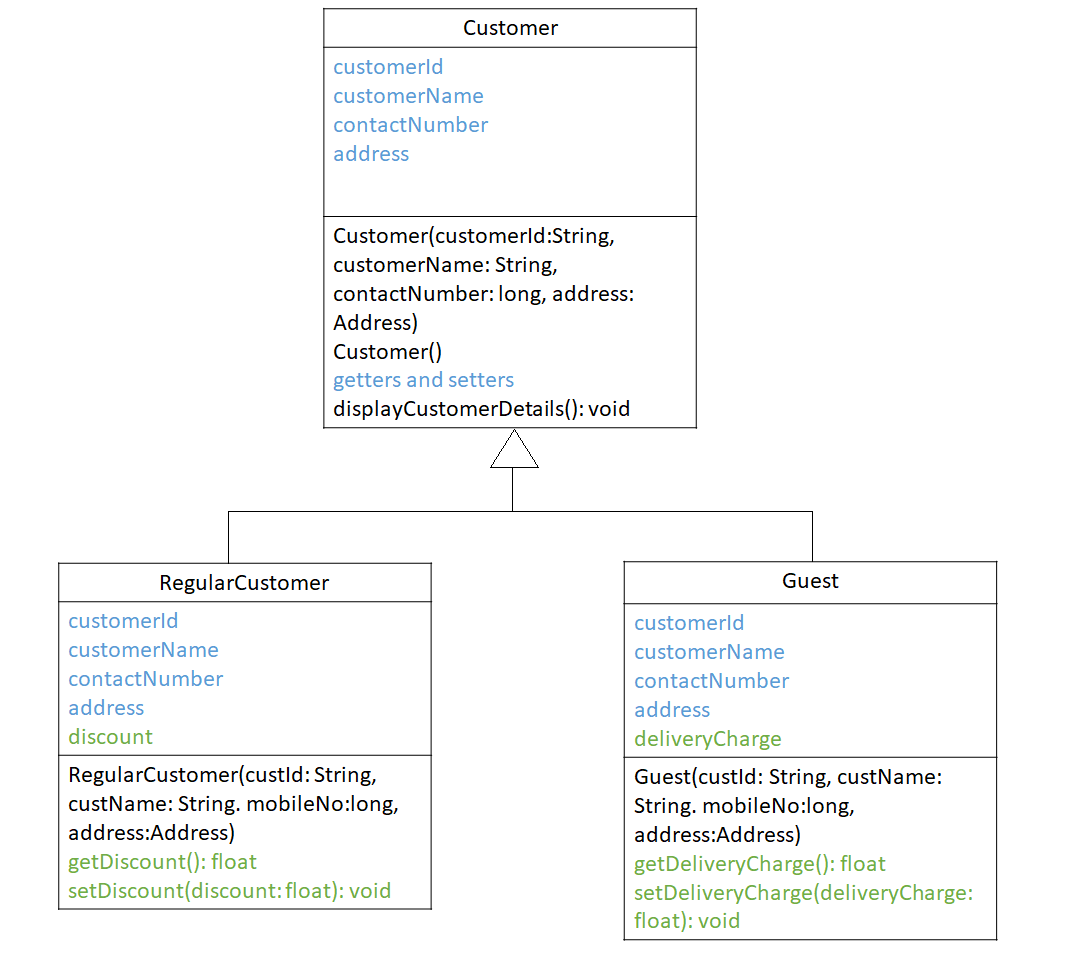 Customer
customerId
customerName
contactNumber
address
Customer(customerId:String,
customerName: String,
contactNumber: long, address:
Address)
Customer()
getters and setters
displayCustomerDetails(): void
RegularCustomer
customerId
customerName
contactNumber
address
discount
RegularCustomer(custId: String,
custName: String. mobileNo:long,
address:Address)
getDiscount(): float
setDiscount(discount: float): void
Guest
customerId
customerName
contactNumber
address
deliveryCharge
Guest(custId: String, custName:
String. mobileNo:long,
address:Address)
getDeliveryCharge(): float
setDeliveryCharge(deliveryCharge:
float): void